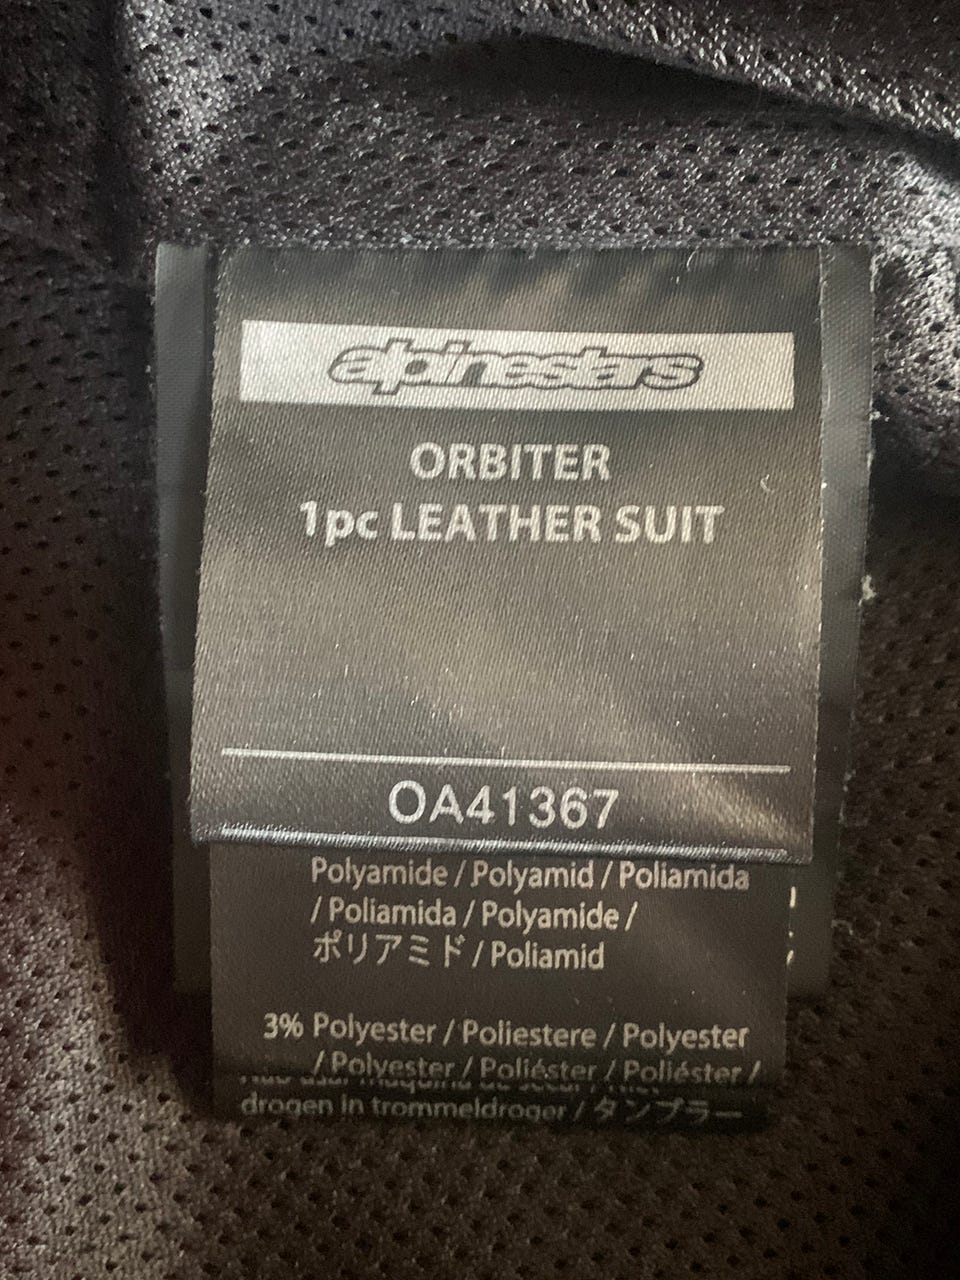 alpinestars
ORBITER
1pc LEATHER SUIT
OA41367
Polyamide / Polyamid / Poliamida
/ Poliamida / Polyamide /
ポリアミド / Poliamid
3% Polyester / Poliestere / Polyester
/ Polyester / Poliéster / Poliéster /
drogen in trommeldroger / タンブラー